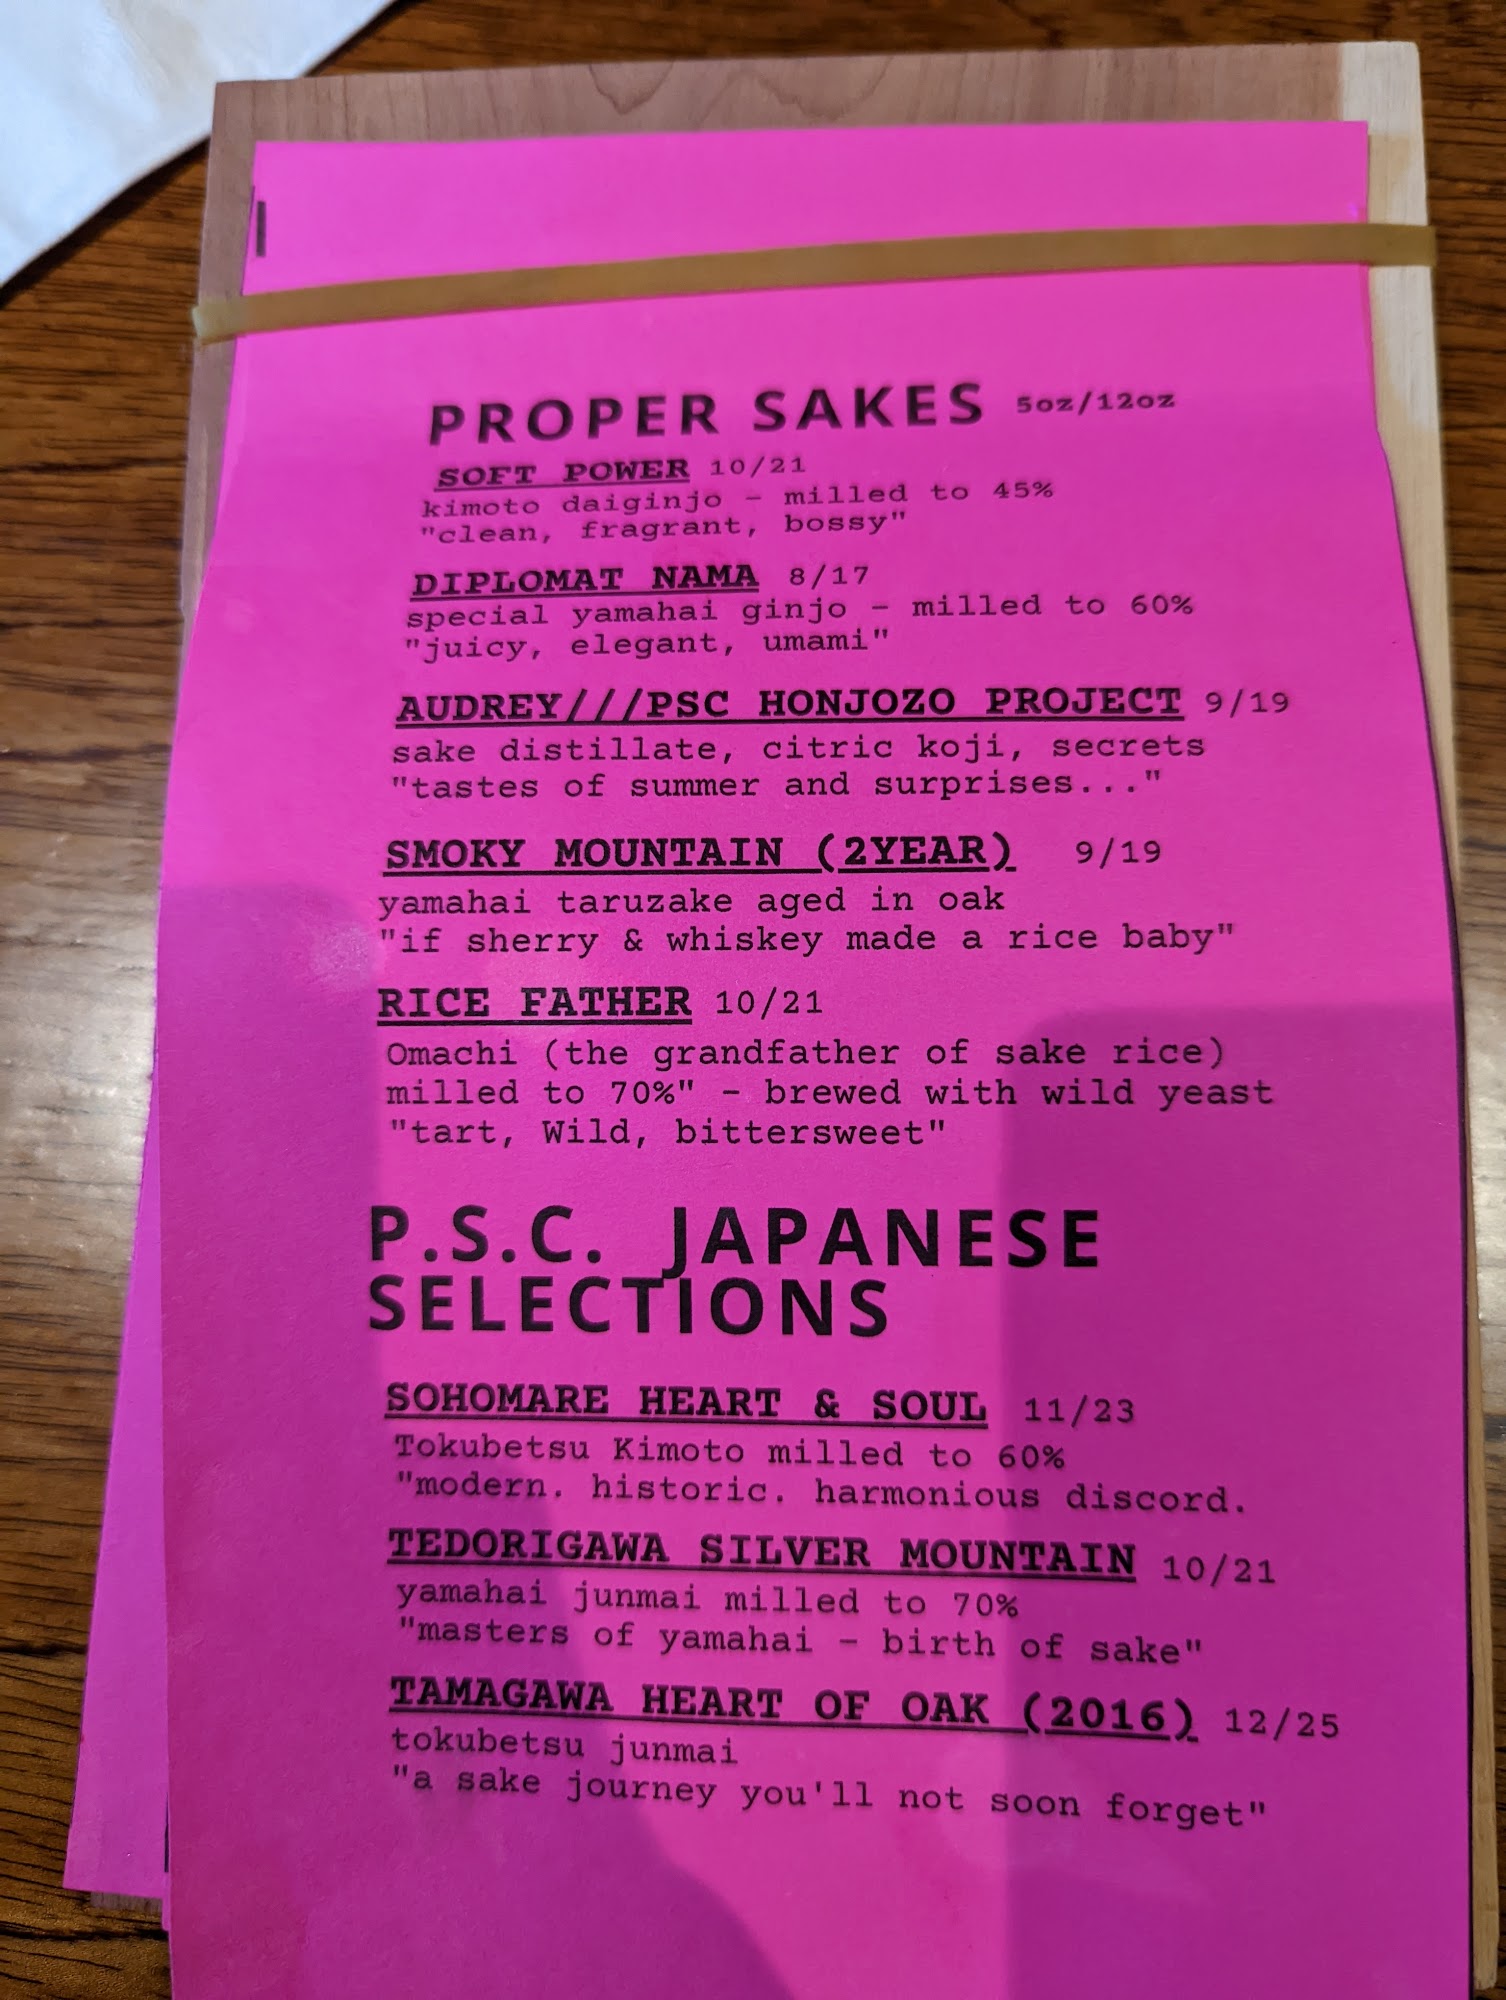 PROPER SAKES 5oz/12oz
SOFT POWER 10/21
kimoto daiginjo - milled to 45%
"clean, fragrant, bossy"
DIPLOMAT NAMA 8/17
special yamahai ginjo - milled to 60%
"juicy, elegant, umami"
AUDREY///PSC HONJOZO PROJECT 9/19
sake distillate, citric koji, secrets
"tastes of summer and surprises..."
SMOKY MOUNTAIN (2YEAR) 9/19
yamahai taruzake aged in oak
"if sherry & whiskey made a rice baby"
RICE FATHER 10/21
Omachi (the grandfather of sake rice)
milled to 70%" - brewed with wild yeast
"tart, Wild, bittersweet"
P.S.C. JAPANESE
SELECTIONS
SOHOMARE HEART & SOUL 11/23
Tokubetsu Kimoto milled to 60%
"modern. historic. harmonious discord.
TEDORIGAWA SILVER MOUNTAIN 10/21
yamahai junmai milled to 70%
"masters of yamahai - birth of sake"
TAMAGAWA HEART OF OAK (2016) 12/25
tokubetsu junmai
"a sake journey you'll not soon forget"